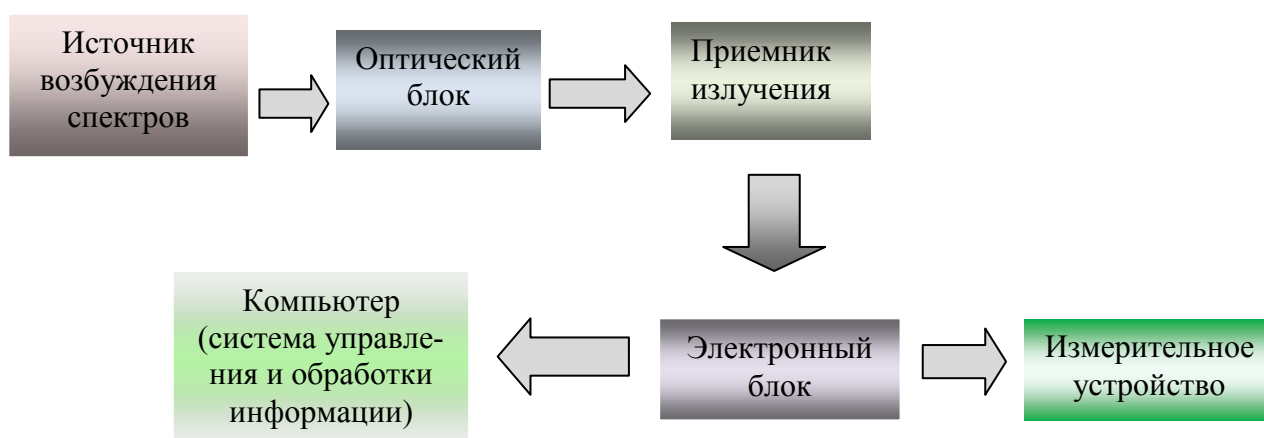 Источник
возбуждения
спектров
Оптический
блок
Приемник
излучения
Компьютер
(система управле-
ния и обработки
информации)
Электронный
блок
Измерительное
устройство